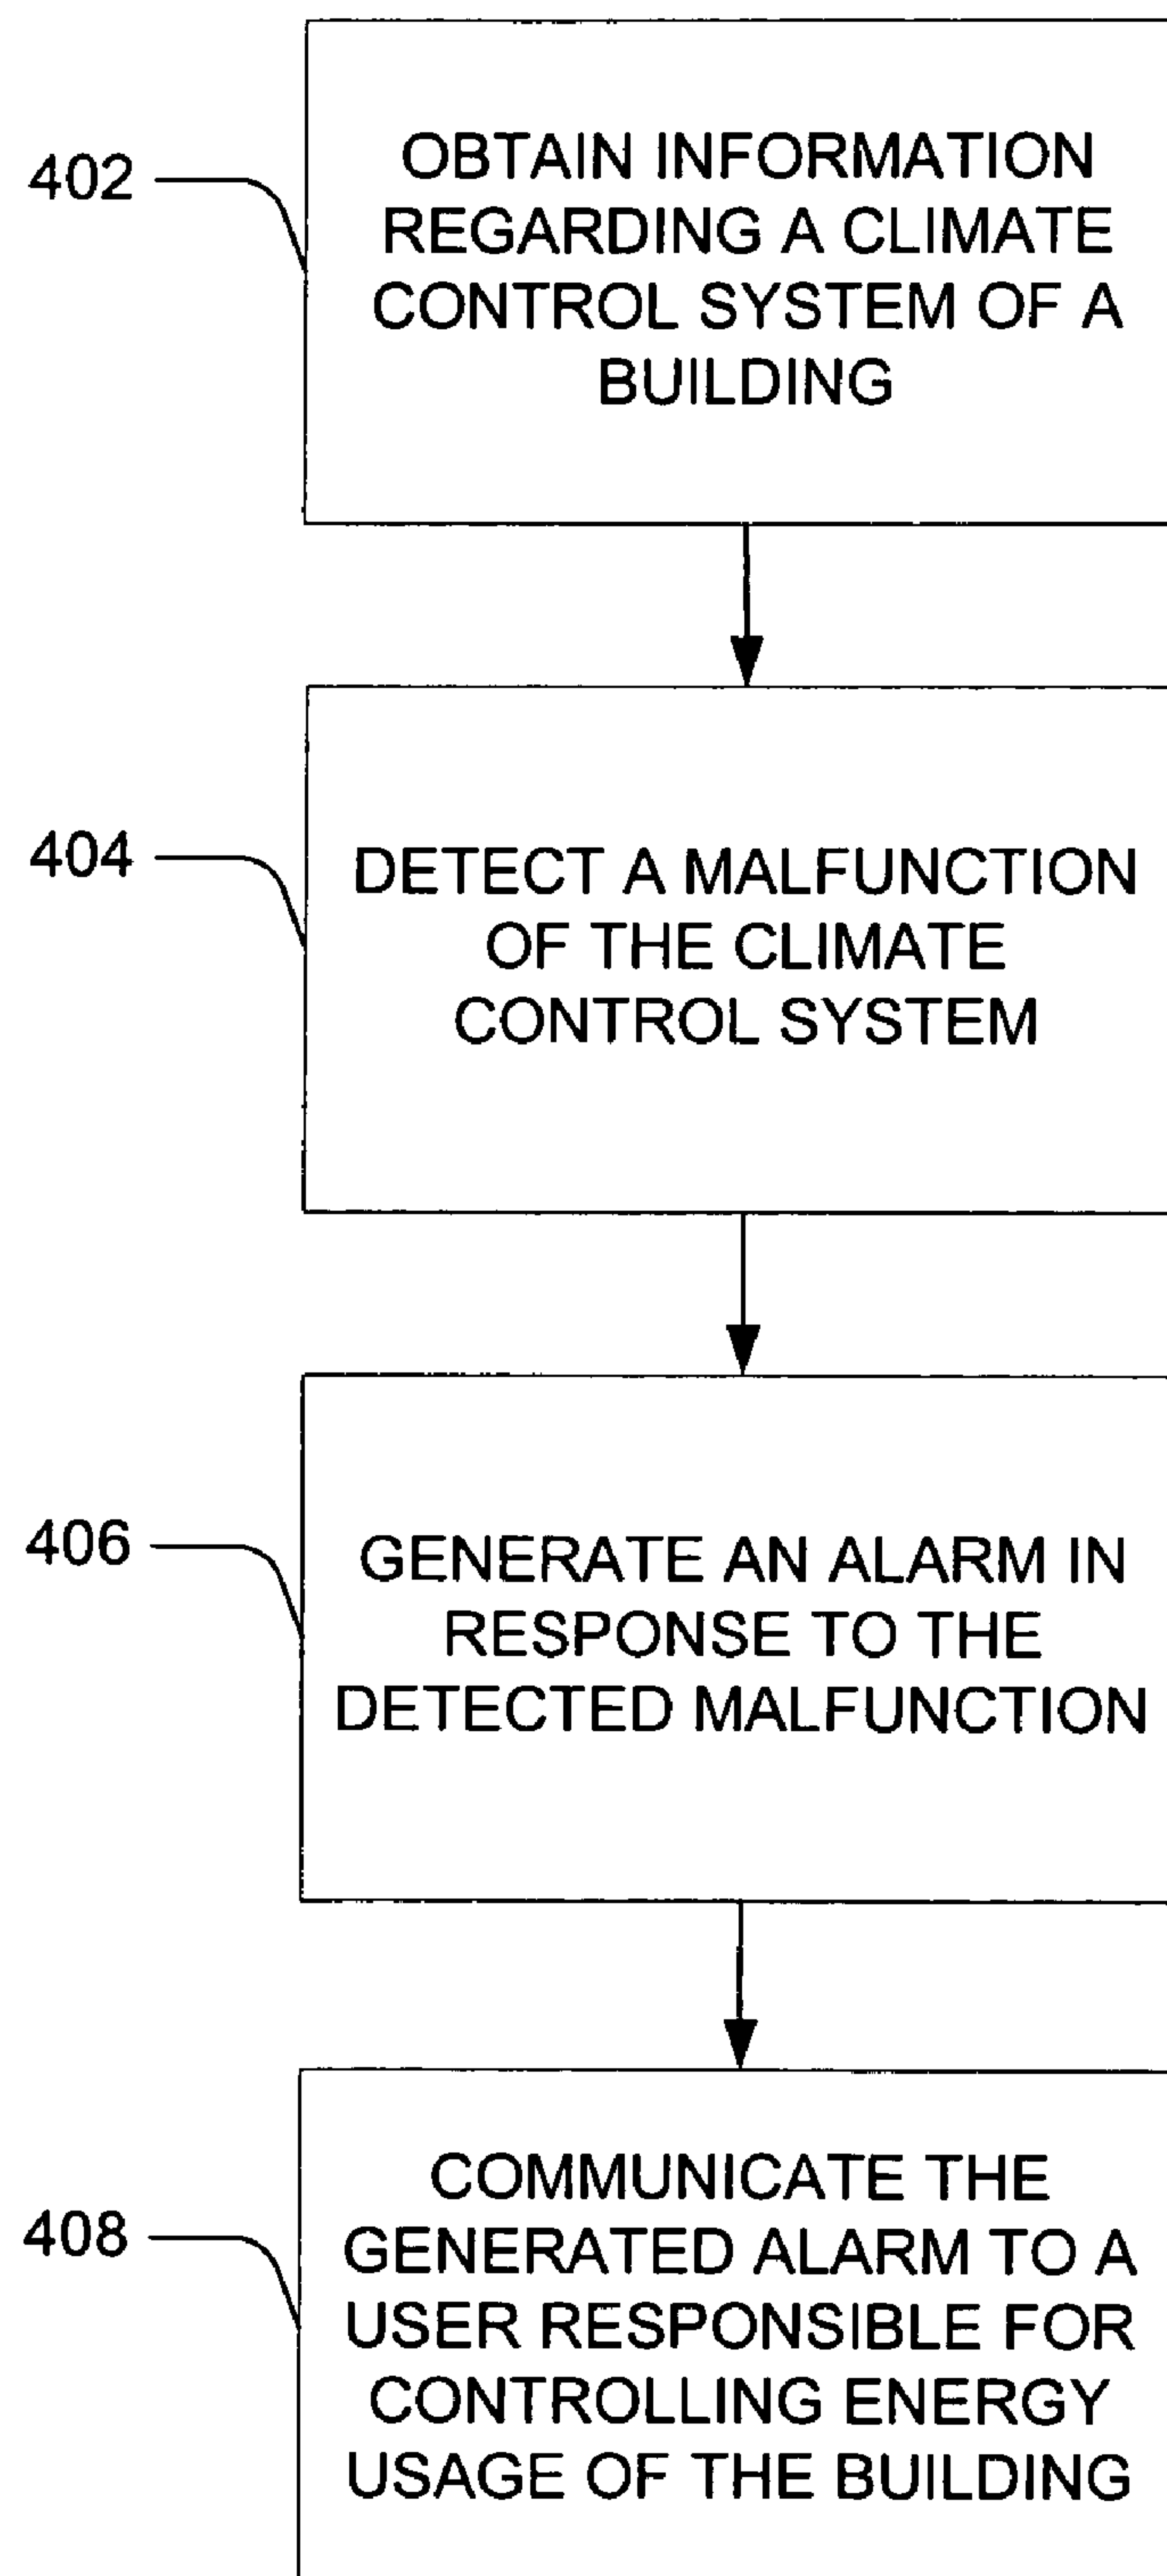 402
OBTAIN INFORMATION
REGARDING A CLIMATE
CONTROL SYSTEM OF A
BUILDING
404
DETECT A MALFUNCTION
OF THE CLIMATE
CONTROL SYSTEM
406
GENERATE AN ALARM IN
RESPONSE TO THE
DETECTED MALFUNCTION
408
COMMUNICATE THE
GENERATED ALARM TO A
USER RESPONSIBLE FOR
CONTROLLING ENERGY
USAGE OF THE BUILDING